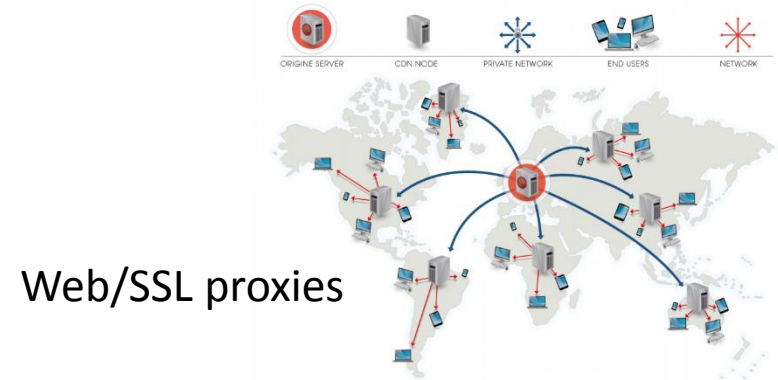 ORIGINE SERVER
CDN NODE
PRIVATE NETWORK
END USERS
NETWORK
Web/SSL proxies